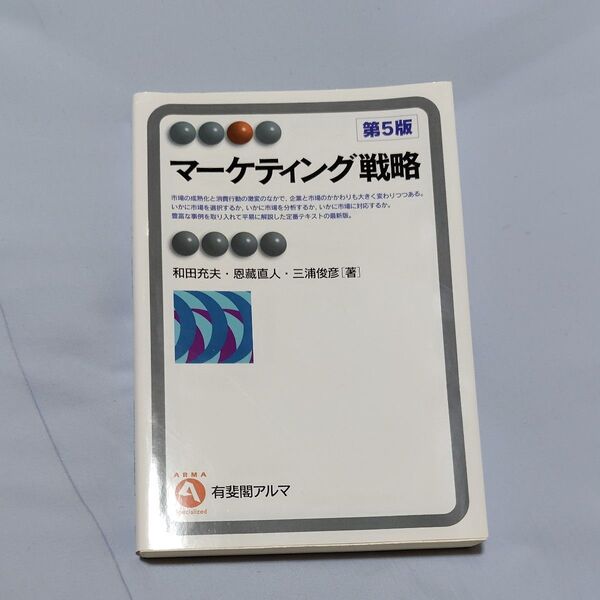 第5版
マーケティング戦略
市場の成熟化と消費行動の激変のなかで、企業と市場のかかわりも大きく変わりつつある。
いかに市場を選択するか、いかに市場を分析するか、いかに市場に対応するか。
豊富な事例を取り入れて平易に解説した定番テキストの最新版。
和田充夫・恩藏直人・三浦俊彦[著]
ARMA
A
Specialized
有斐閣アルマ